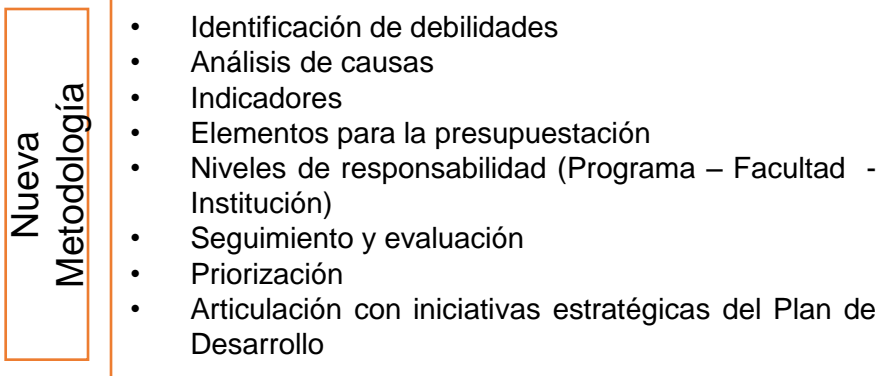 Nueva
Metodología
• Identificación de debilidades
• Análisis de causas
• Indicadores
• Elementos para la presupuestación
• Niveles de responsabilidad (Programa – Facultad -
Institución)
• Seguimiento y evaluación
• Priorización
• Articulación con iniciativas estratégicas del Plan de
Desarrollo